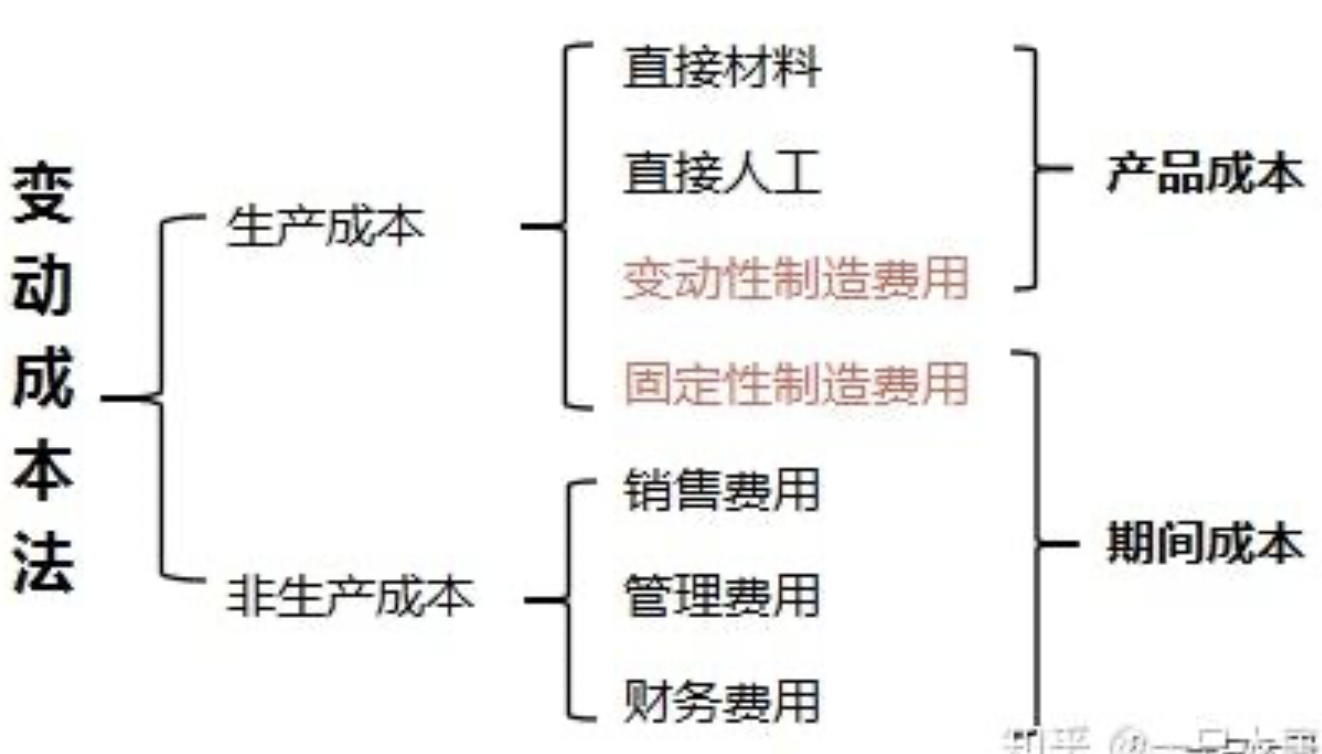 变动成本法
生产成本
直接材料
直接人工
变动性制造费用
固定性制造费用
产品成本
非生产成本
销售费用
管理费用
财务费用
期间成本
知乎